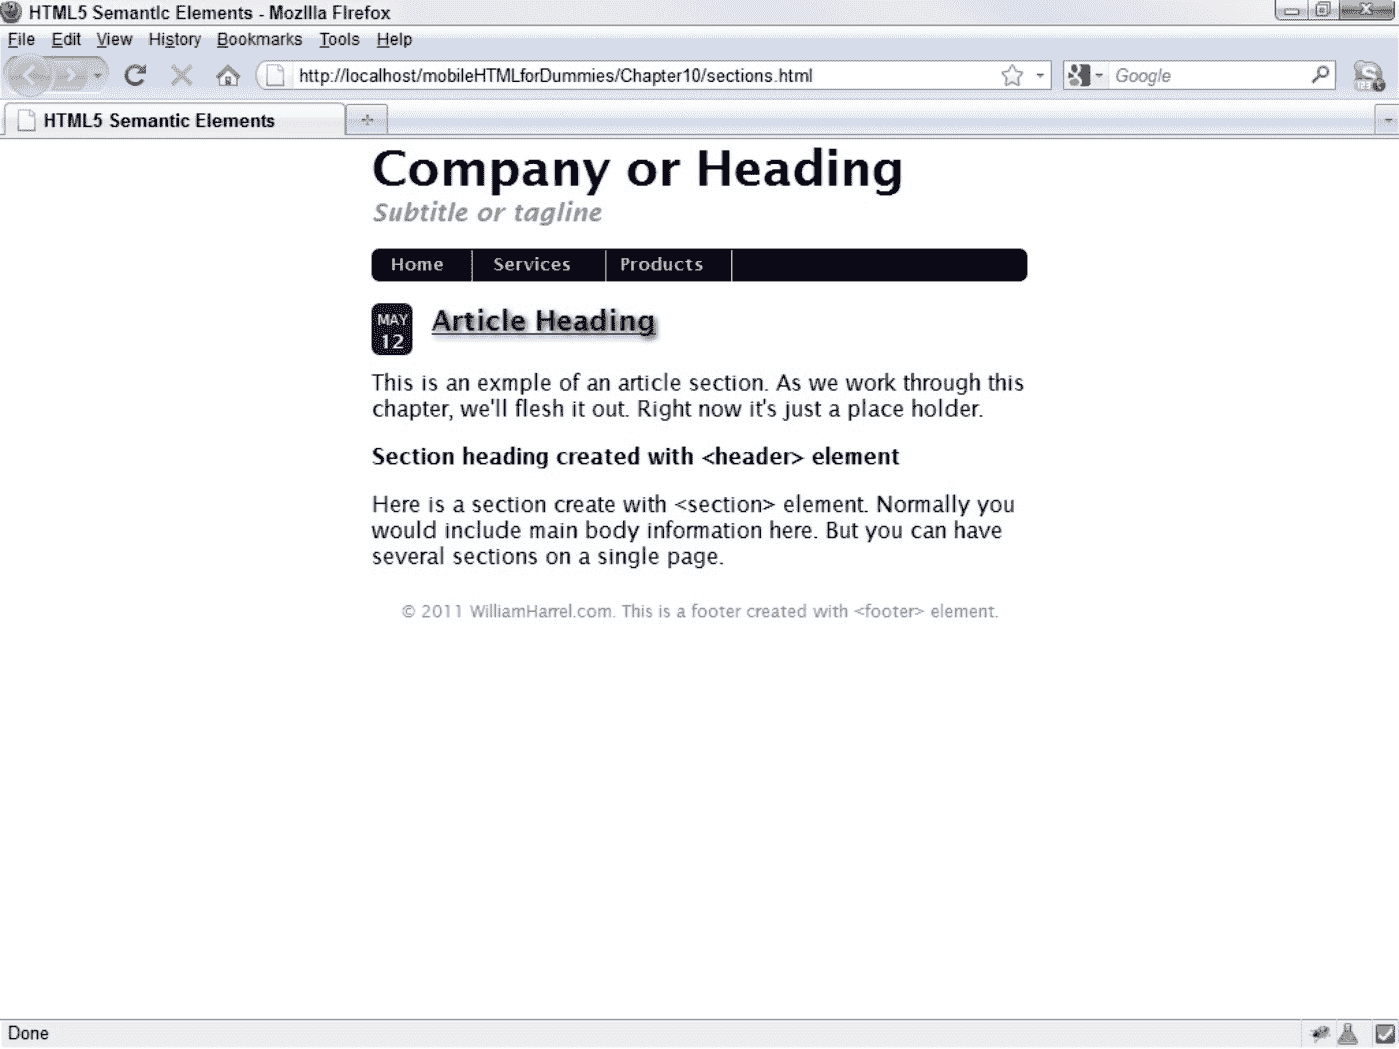 HTML5 Semantic Elements - Mozilla Firefox
File Edit View History Bookmarks Tools Help
http://localhost/mobileHTMLforDummies/Chapter10/sections.html Google
HTML5 Semantic Elements
Company or Heading
Subtitle or tagline
Home Services Products
MAY
12
Article Heading
This is an exmple of an article section. As we work through this
chapter, we'll flesh it out. Right now it's just a place holder.
Section heading created with <header> element
Here is a section create with <section> element. Normally you
would include main body information here. But you can have
several sections on a single page.
© 2011 WilliamHarrel.com. This is a footer created with <footer> element.
Done